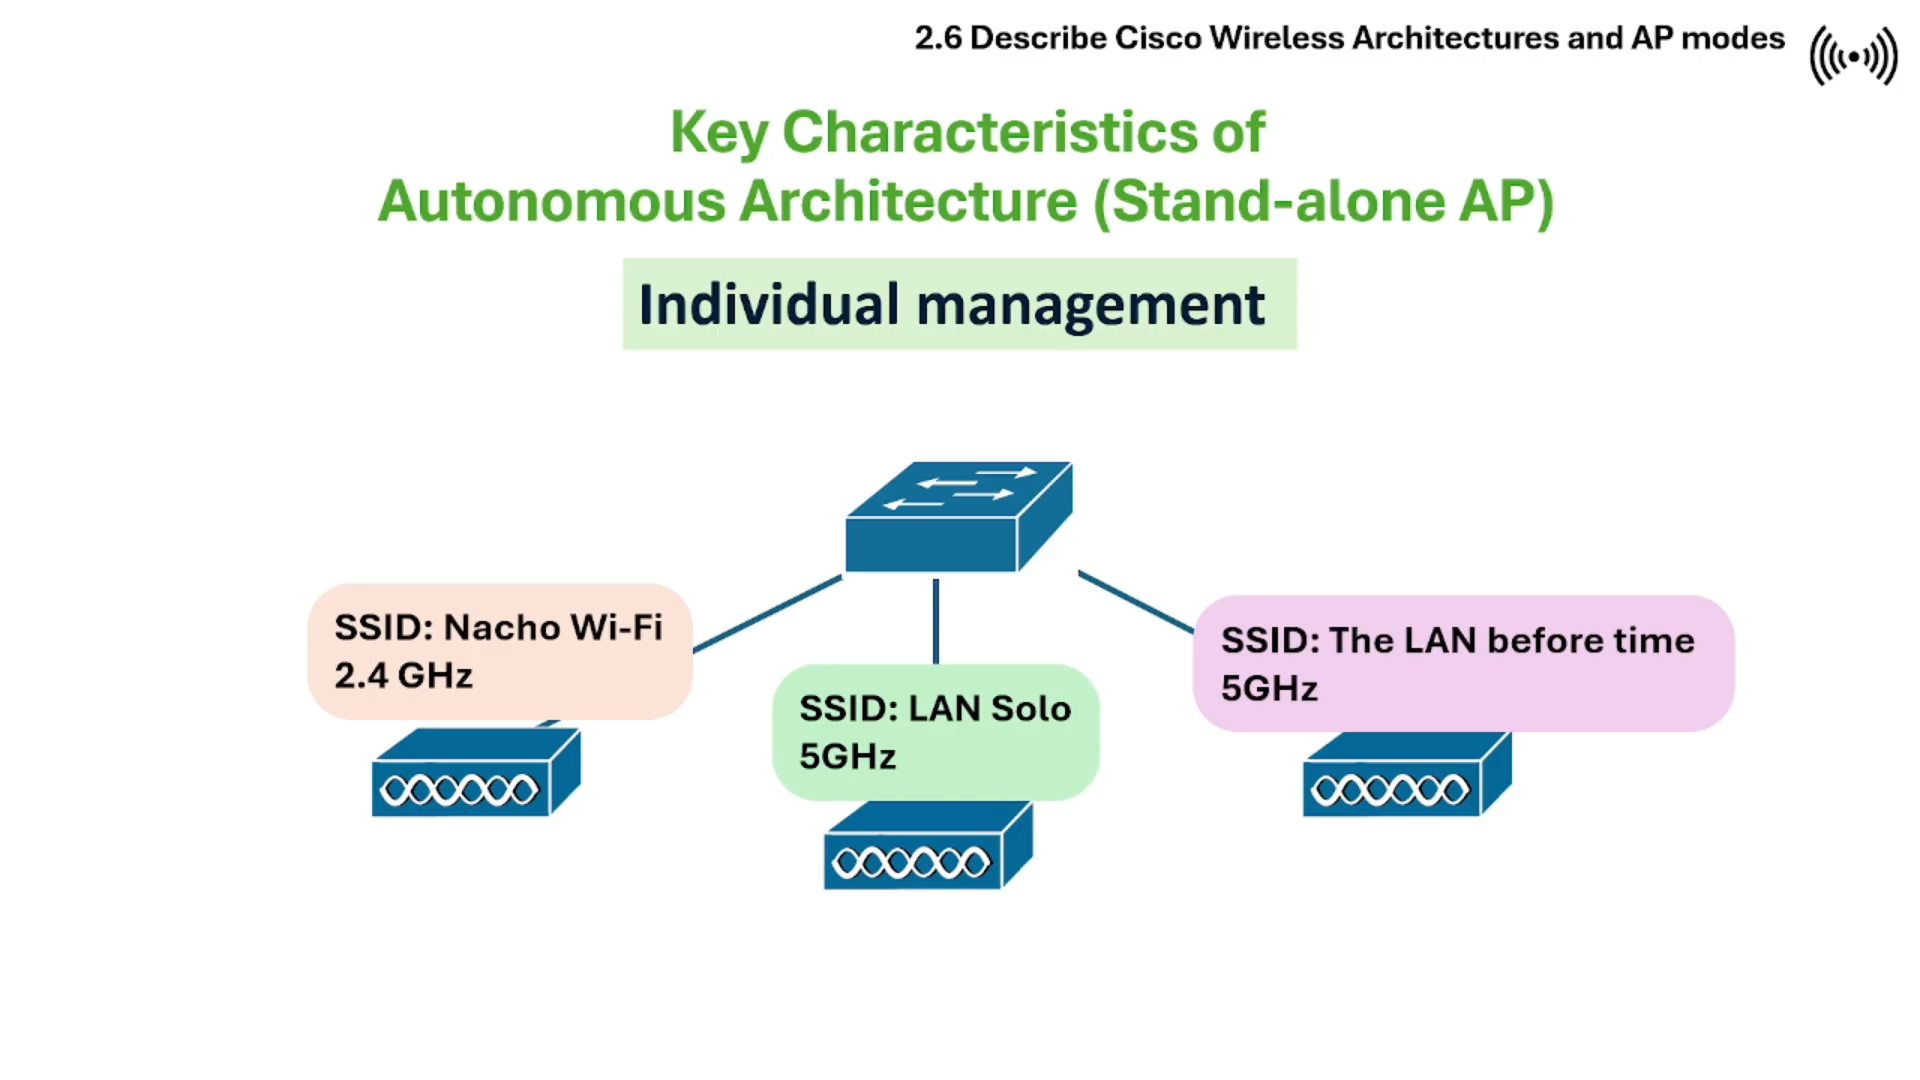 2.6 Describe Cisco Wireless Architectures and AP modes
Key Characteristics of
Autonomous Architecture (Stand-alone AP)
Individual management
SSID: Nacho Wi-Fi
2.4 GHz
SSID: LAN Solo
5GHz
SSID: The LAN before time
5GHz